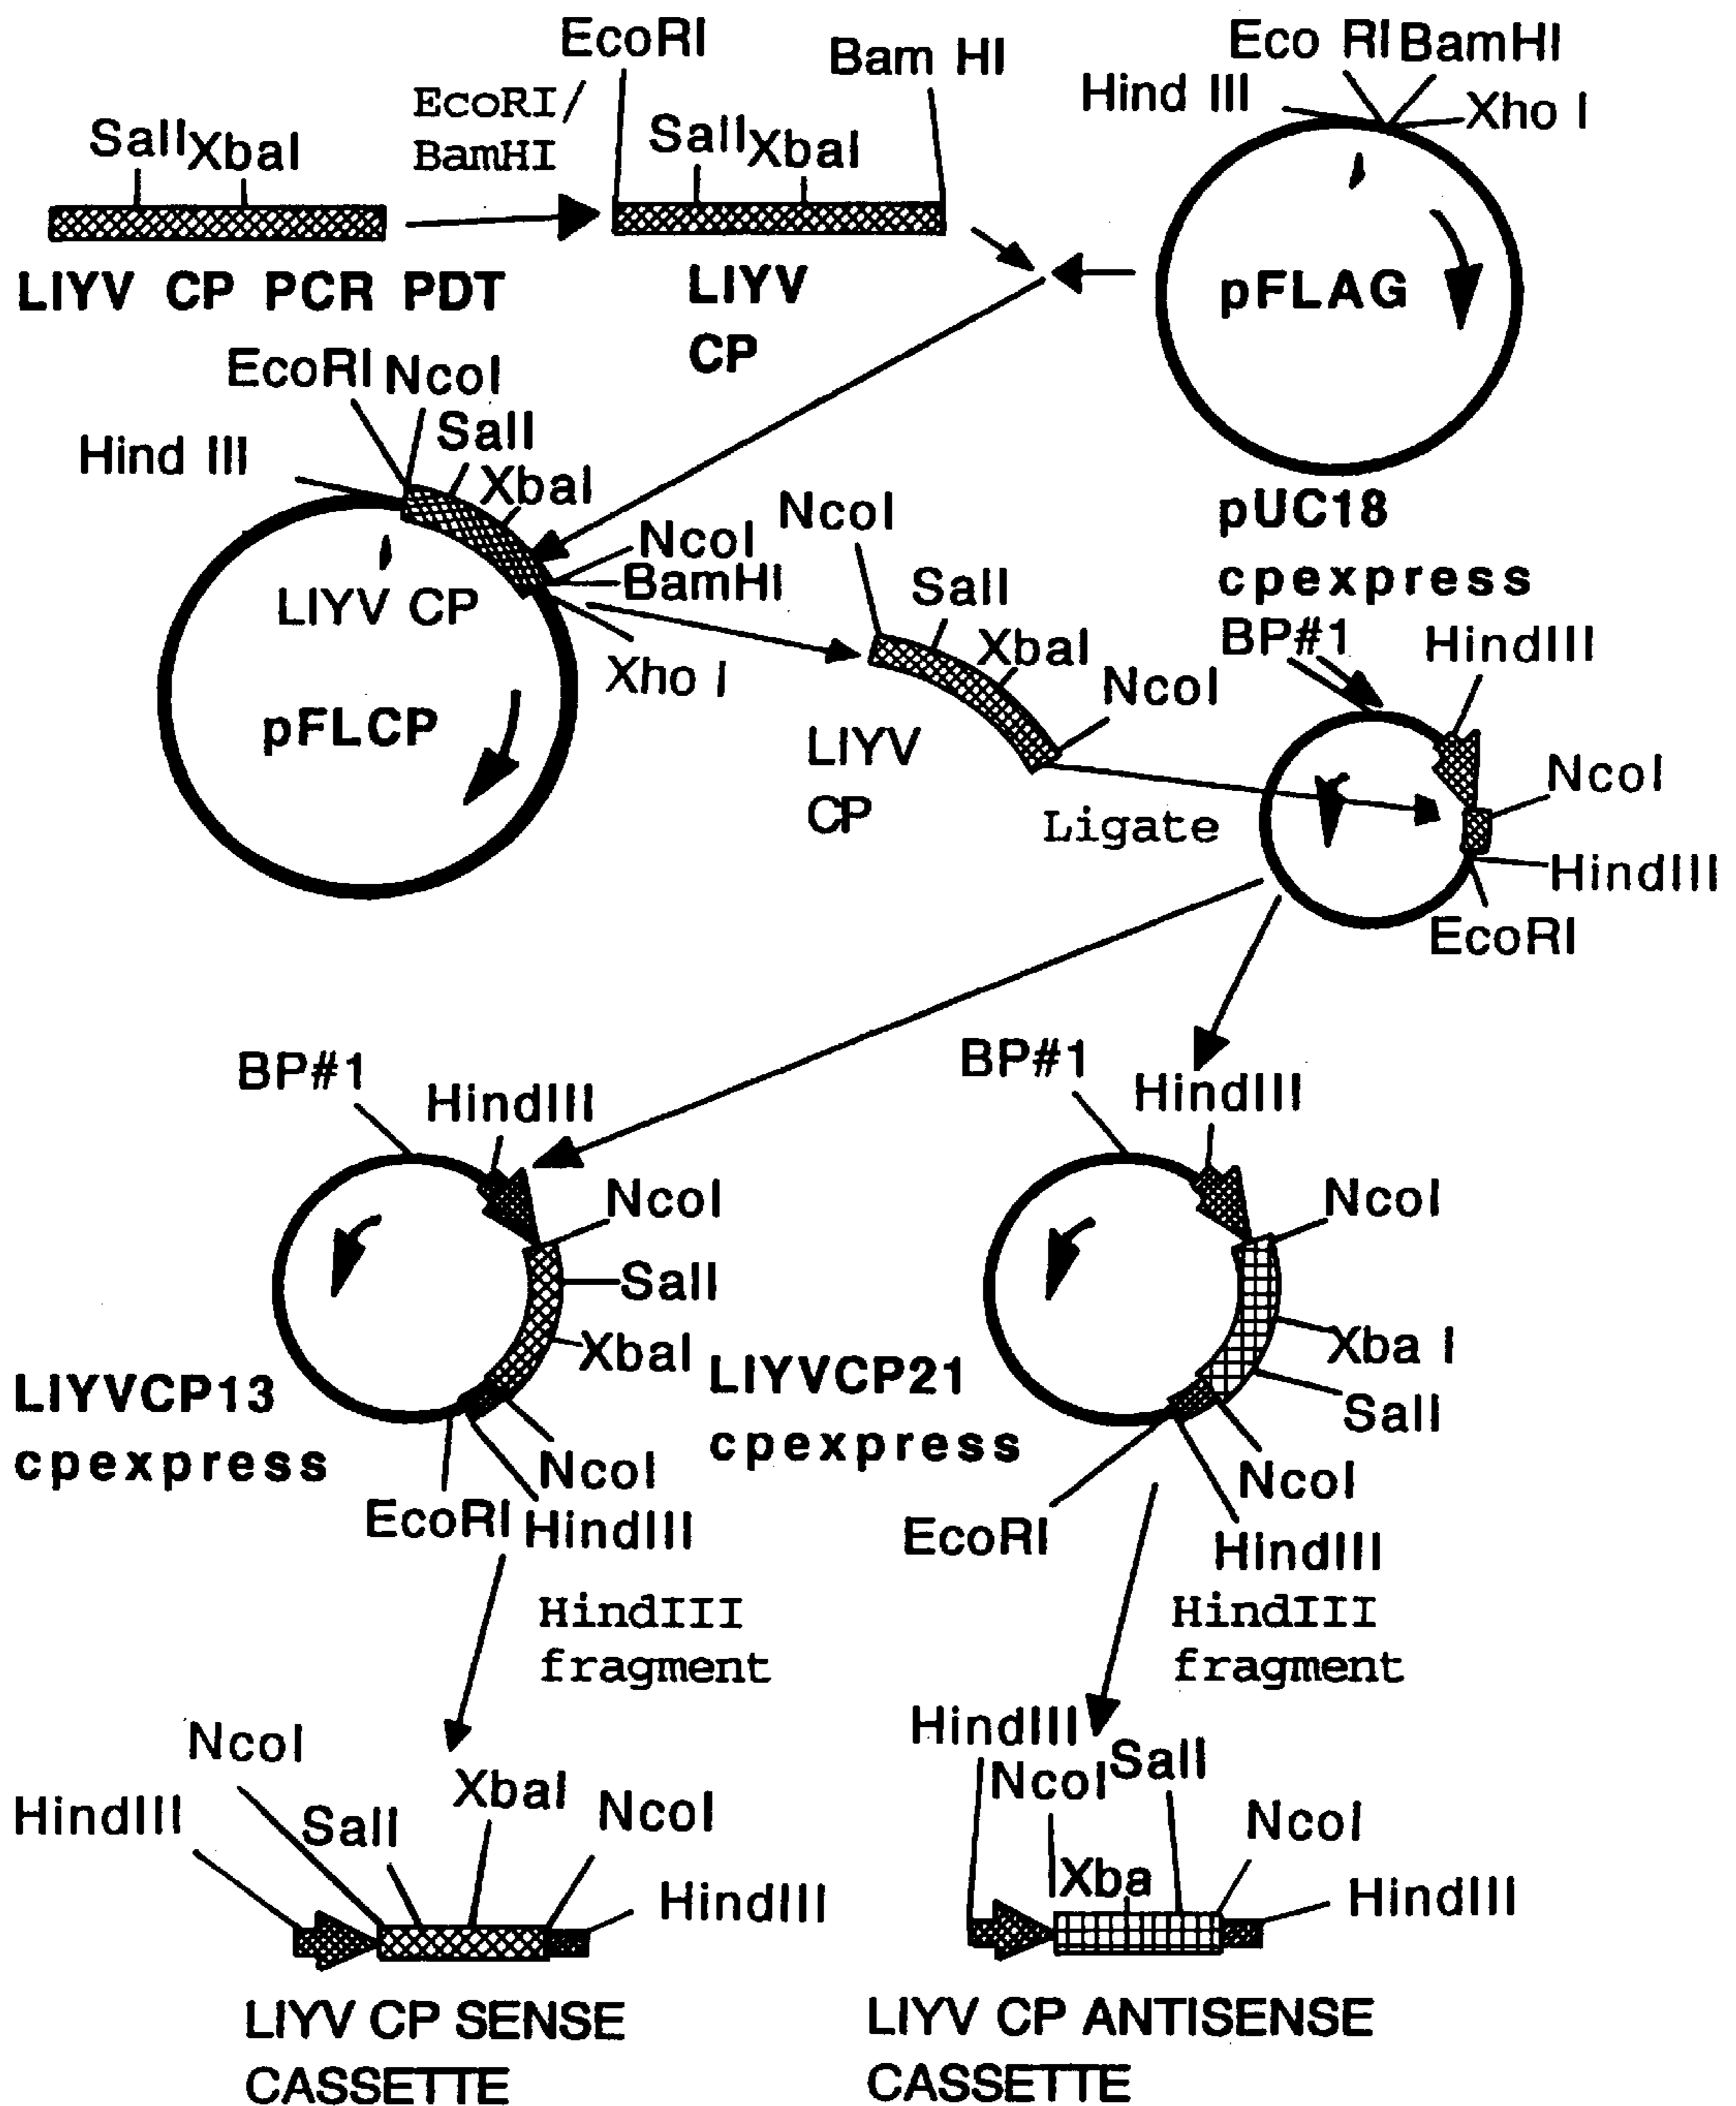 EcoRI
Bam HI
Eco RI BamHI
Hind III
Xho I
EcoRI/
BamHI
SalI XbaI
SalI XbaI
LIYV CP PCR PDT
LIYV
CP
pFLAG
EcoRI NcoI
SalI
Hind III
XbaI
NcoI
BamHI
Xho I
LIYV CP
pFLCP
NcoI
SalI
XbaI
NcoI
LIYV
CP
Ligate
pUC18
cpexpress
BP#1
HindIII
NcoI
HindIII
EcoRI
BP#1
HindIII
NcoI
SalI
XbaI
LIYVCP13
cpexpress
NcoI
EcoRI HindIII
BP#1
HindIII
NcoI
Xba I
SalI
LIYVCP21
cpexpress
NcoI
EcoRI
HindIII
HindIII
fragment
HindIII
fragment
NcoI
HindIII
SalI
XbaI
NcoI
HindIII
LIYV CP SENSE
CASSETTE
HindIII
NcoI
SalI
Xba
NcoI
HindIII
LIYV CP ANTISENSE
CASSETTE